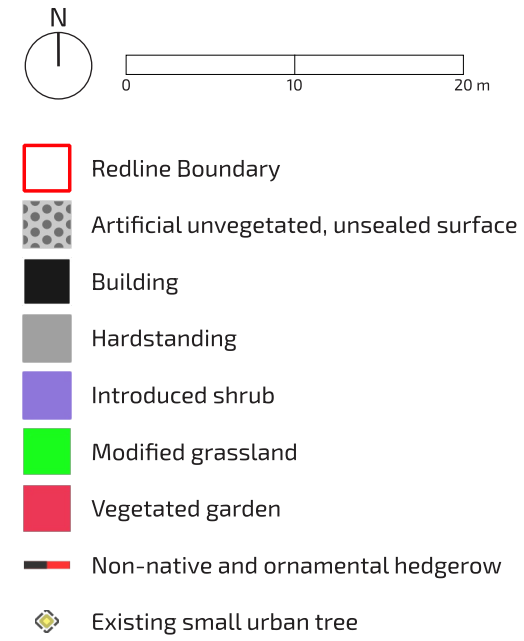 N
0 10 20 m
Redline Boundary
Artificial unvegetated, unsealed surface
Building
Hardstanding
Introduced shrub
Modified grassland
Vegetated garden
Non-native and ornamental hedgerow
Existing small urban tree